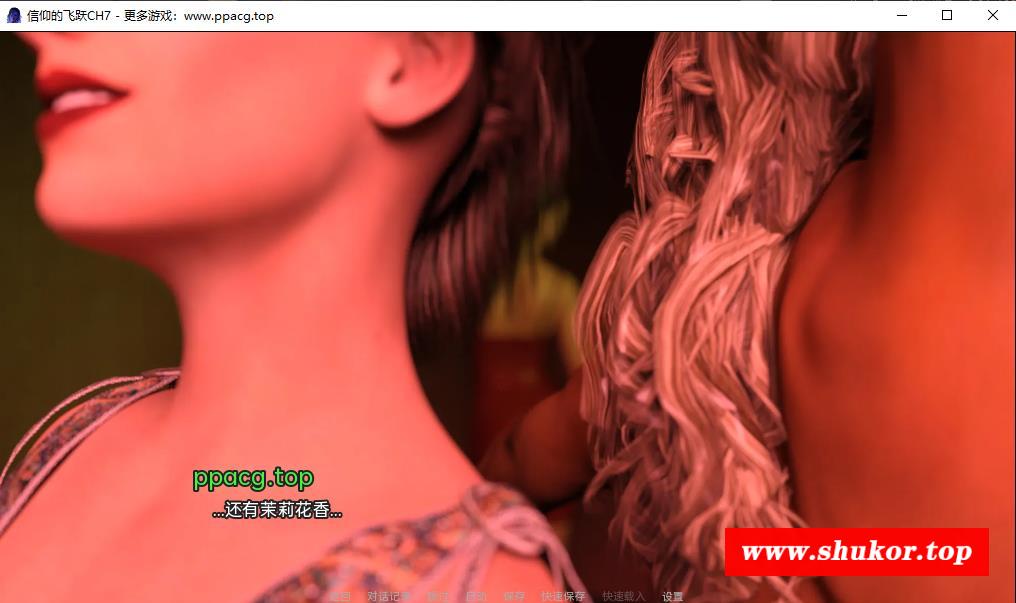 信仰的飞跃CH7 - 更多游戏：www.ppacg.top
ppacg.top
...还有茉莉花香...
www.shukor.top
返回 对话记录 跳过 自动 保存 快速保存 快速载入 设置